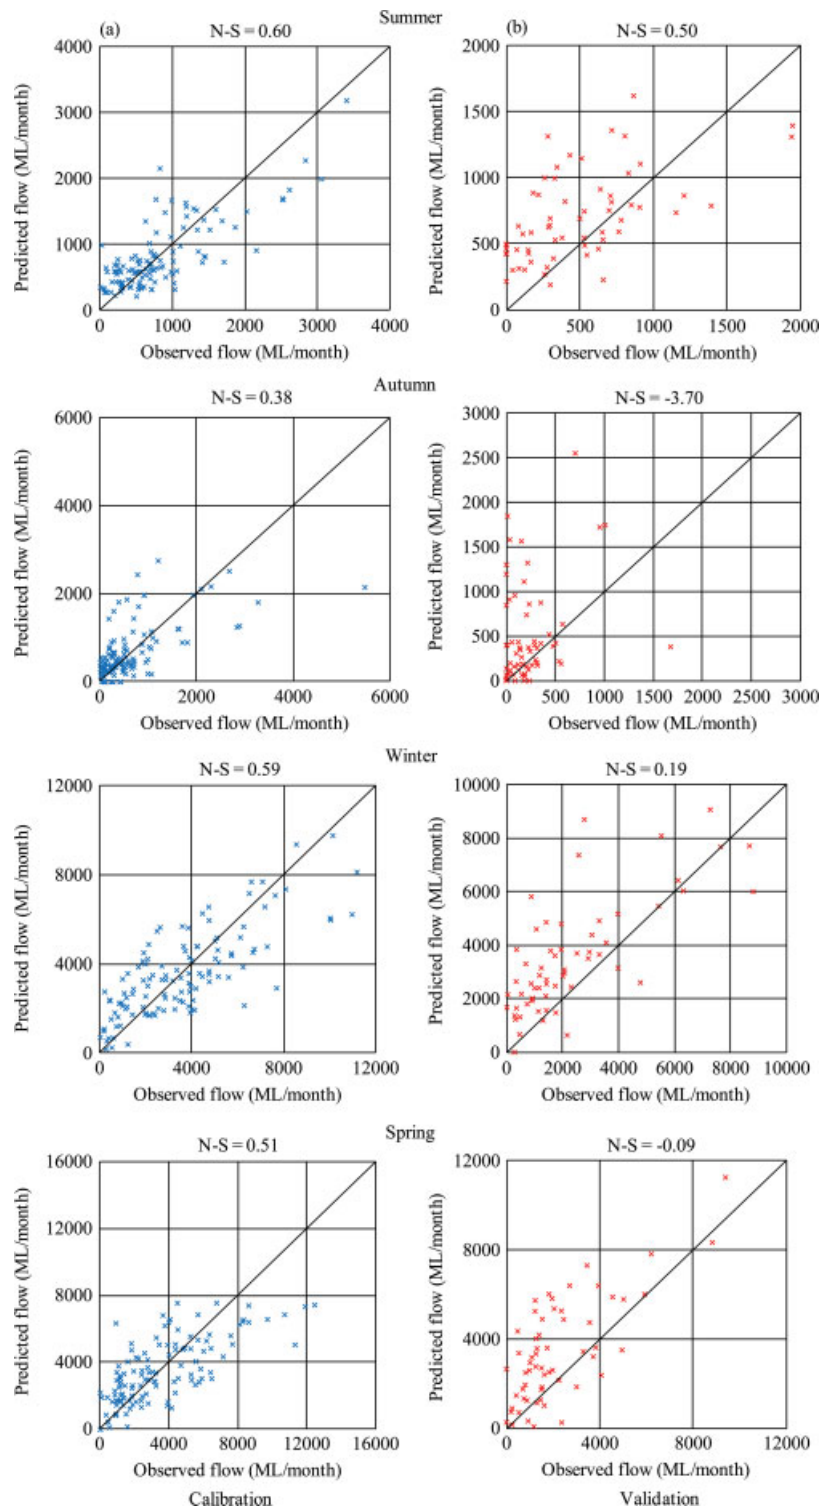 Summer
(a)
N-S = 0.60
4000
3000
2000
1000
0
Predicted flow (ML/month)
0 1000 2000 3000 4000
Observed flow (ML/month)
(b)
N-S = 0.50
2000
1500
1000
500
0
Predicted flow (ML/month)
0 500 1000 1500 2000
Observed flow (ML/month)
Autumn
N-S = 0.38
6000
4000
2000
0
Predicted flow (ML/month)
0 2000 4000 6000
Observed flow (ML/month)
N-S = -3.70
3000
2500
2000
1500
1000
500
0
Predicted flow (ML/month)
0 500 1000 1500 2000 2500 3000
Observed flow (ML/month)
Winter
N-S = 0.59
12000
8000
4000
0
Predicted flow (ML/month)
0 4000 8000 12000
Observed flow (ML/month)
N-S = 0.19
10000
8000
6000
4000
2000
0
Predicted flow (ML/month)
0 2000 4000 6000 8000 10000
Observed flow (ML/month)
Spring
N-S = 0.51
16000
12000
8000
4000
0
Predicted flow (ML/month)
0 4000 8000 12000 16000
Observed flow (ML/month)
Calibration
N-S = -0.09
12000
8000
4000
0
Predicted flow (ML/month)
0 4000 8000 12000
Observed flow (ML/month)
Validation